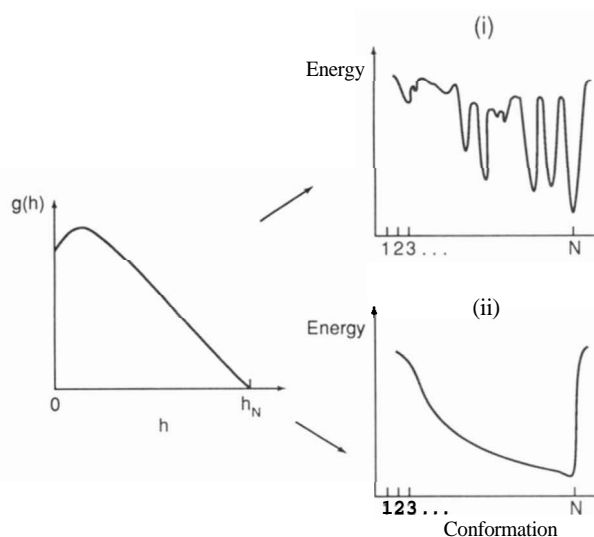 (i)
Energy
123...
N
g(h)
0
h
h_N
(ii)
Energy
123...
N
Conformation